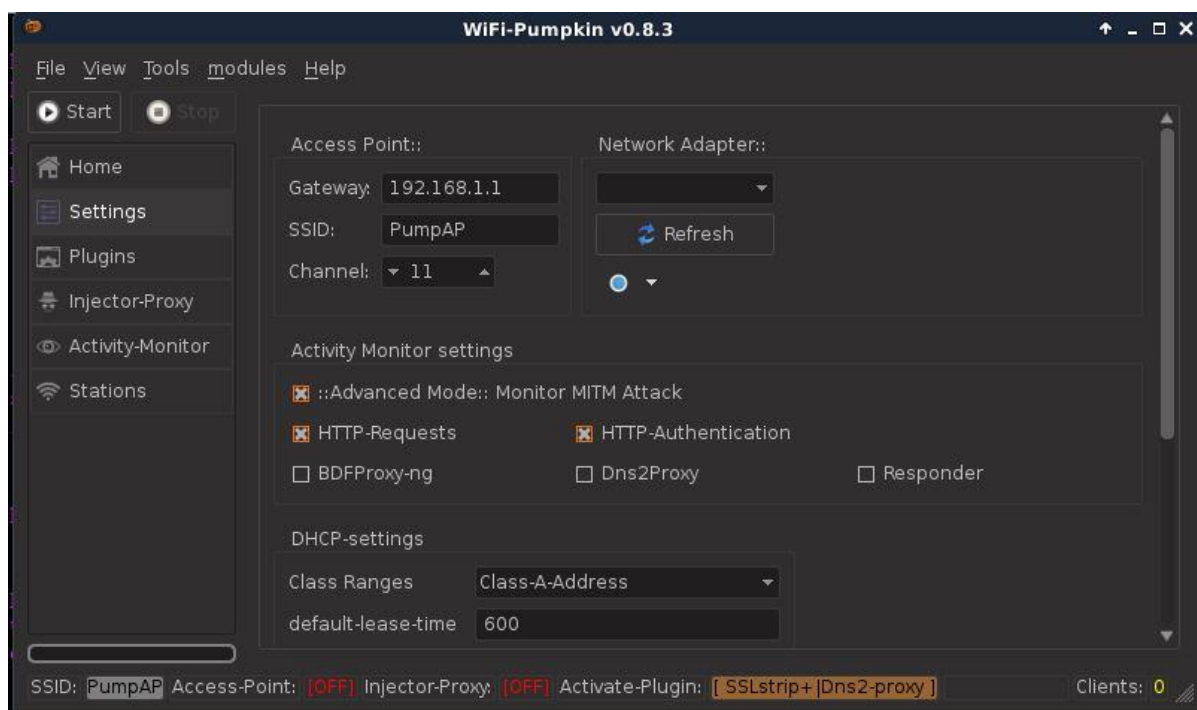 WiFi-Pumpkin v0.8.3
File View Tools modules Help
Start Stop
Home
Settings
Plugins
Injector-Proxy
Activity-Monitor
Stations
Access Point::
Gateway: 192.168.1.1
SSID: PumpAP
Channel: 11
Network Adapter::
Refresh
Activity Monitor settings
::Advanced Mode:: Monitor MITM Attack
HTTP-Requests HTTP-Authentication
BDFProxy-ng Dns2Proxy Responder
DHCP-settings
Class Ranges Class-A-Address
default-lease-time 600
SSID: PumpAP Access-Point: [OFF] Injector-Proxy: [OFF] Activate-Plugin: [ SSLstrip+|Dns2-proxy ] Clients: 0